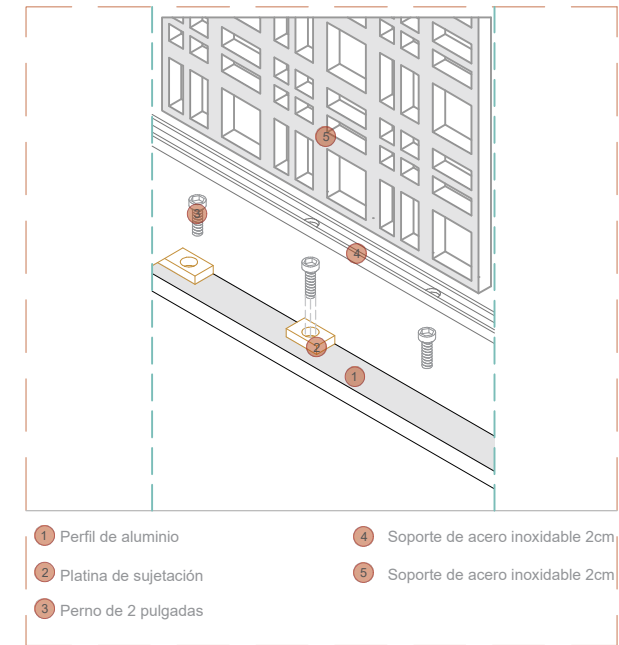 5
3
4
2
1
1 Perfil de aluminio
2 Platina de sujetación
3 Perno de 2 pulgadas
4 Soporte de acero inoxidable 2cm
5 Soporte de acero inoxidable 2cm